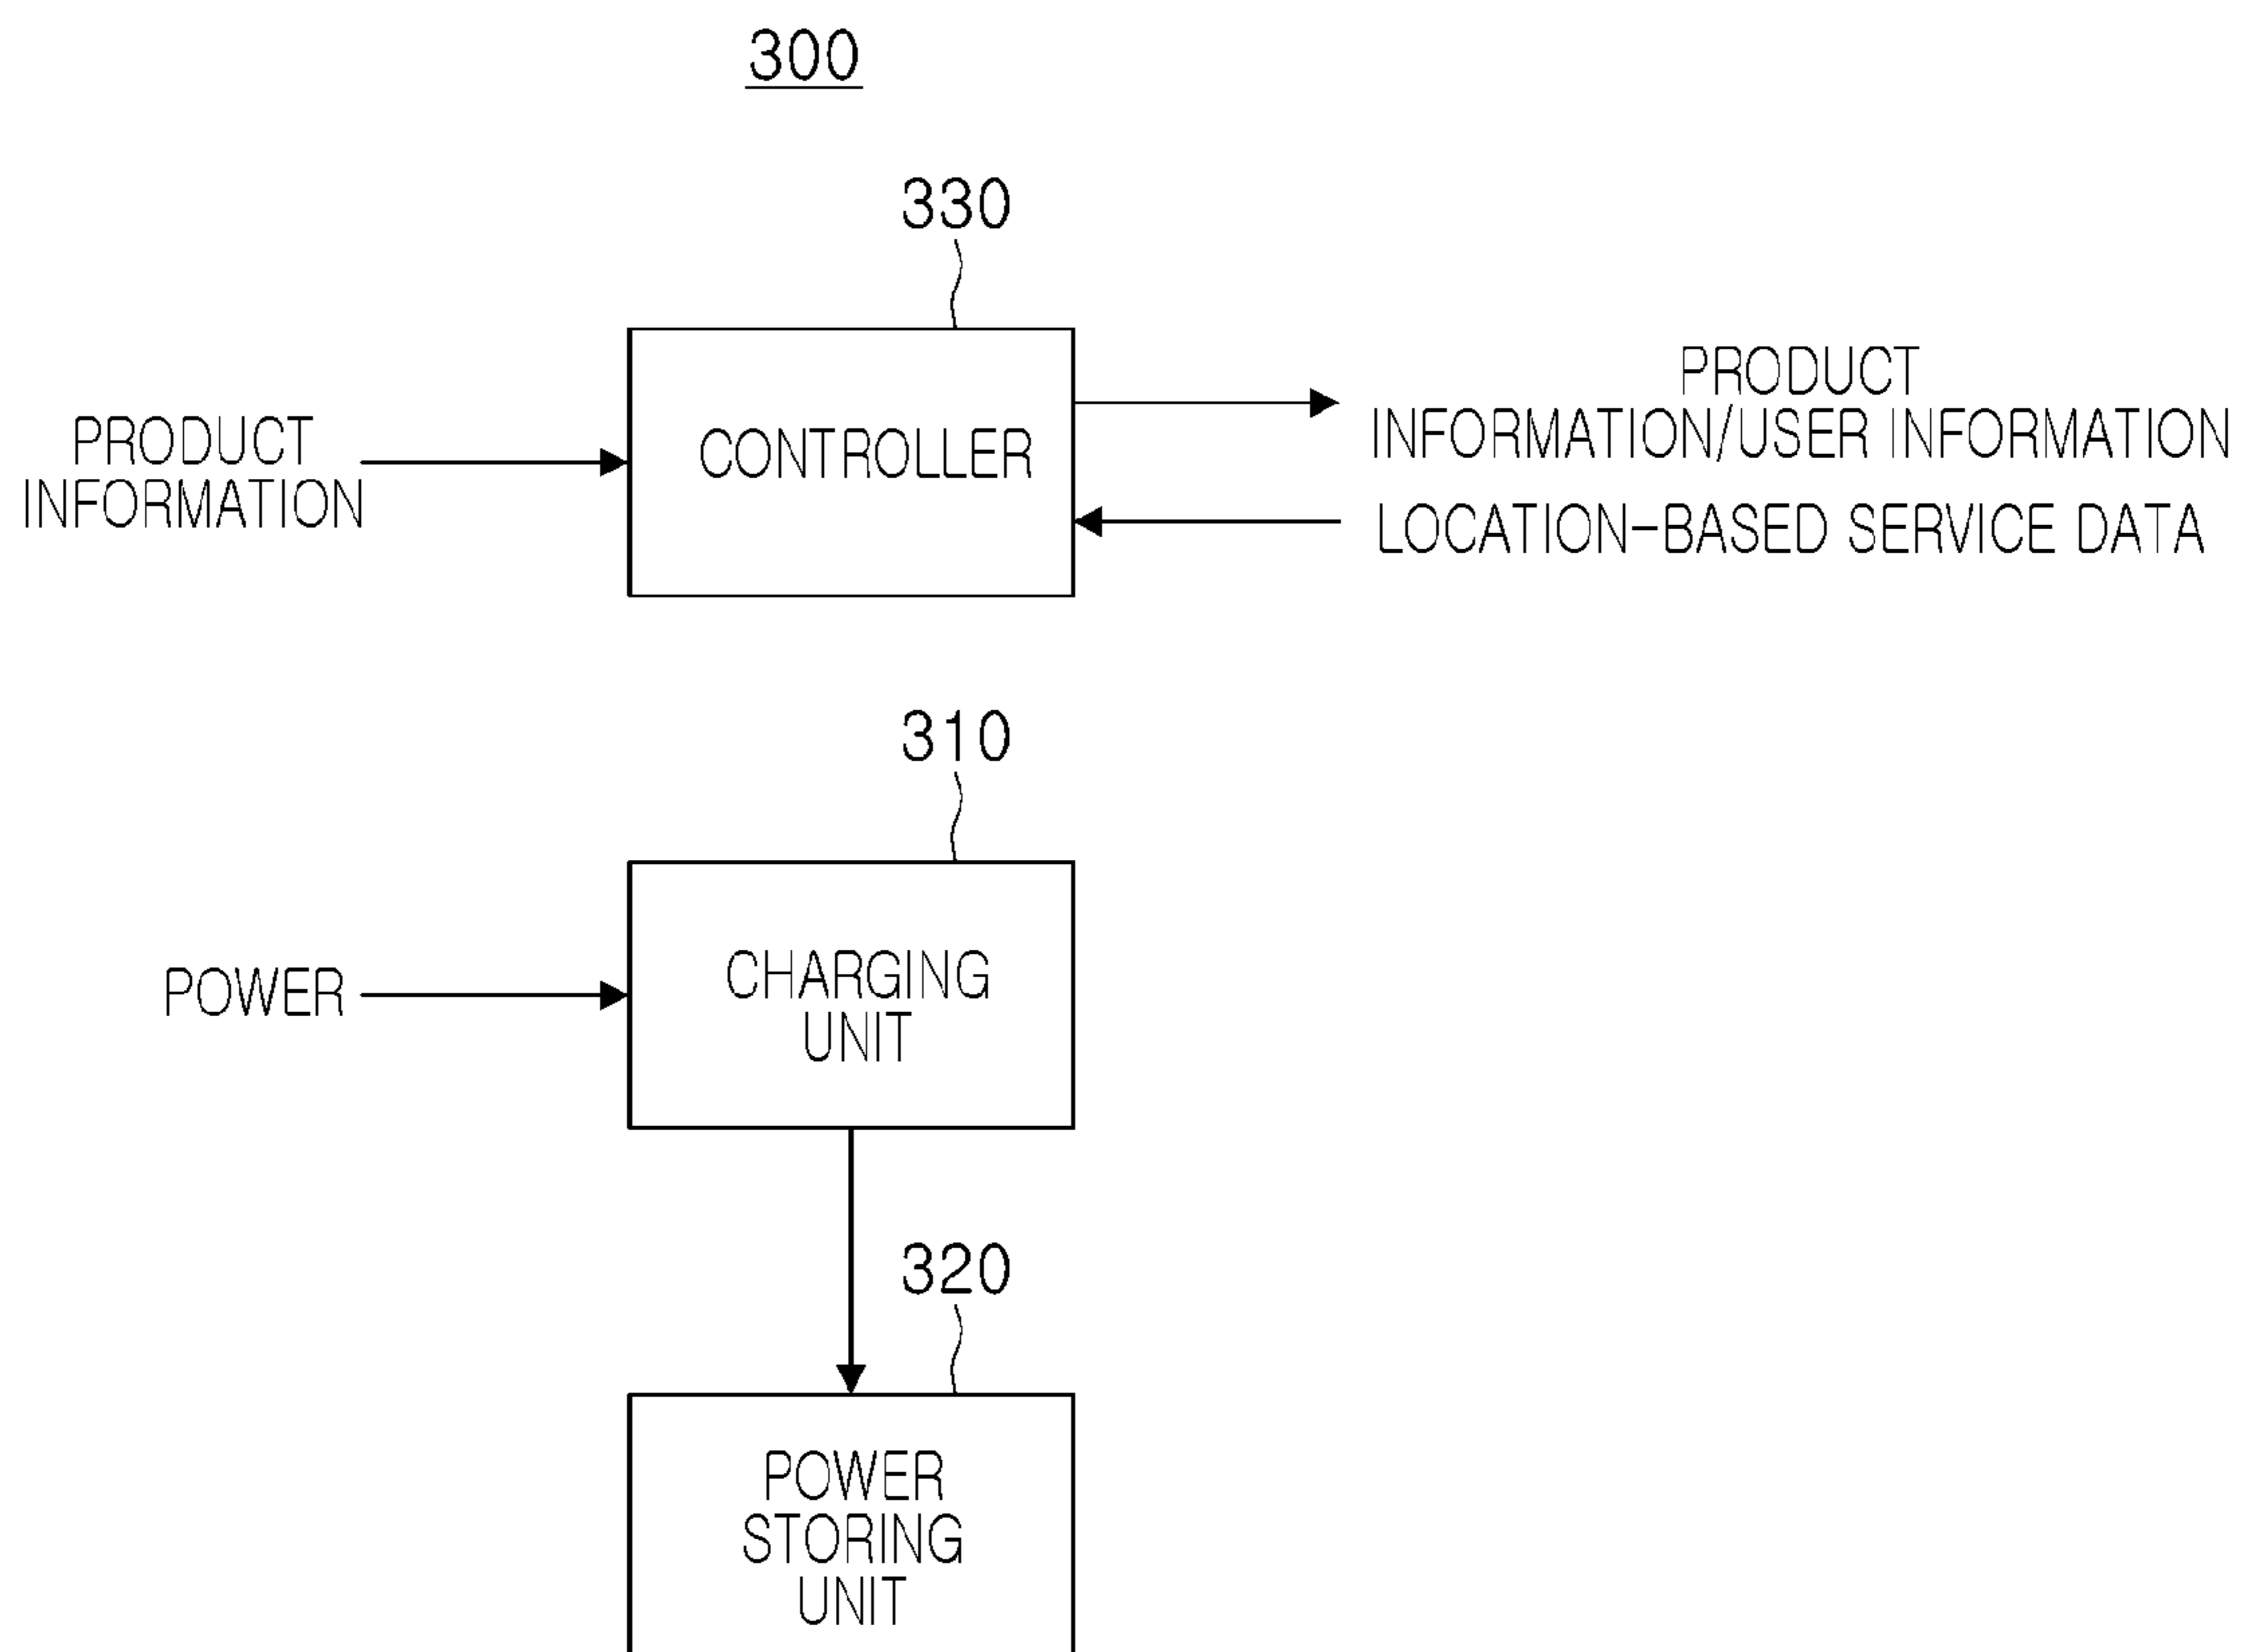 300
330
PRODUCT
INFORMATION
CONTROLLER
PRODUCT
INFORMATION/USER INFORMATION
LOCATION-BASED SERVICE DATA
310
POWER
CHARGING
UNIT
320
POWER
STORING
UNIT